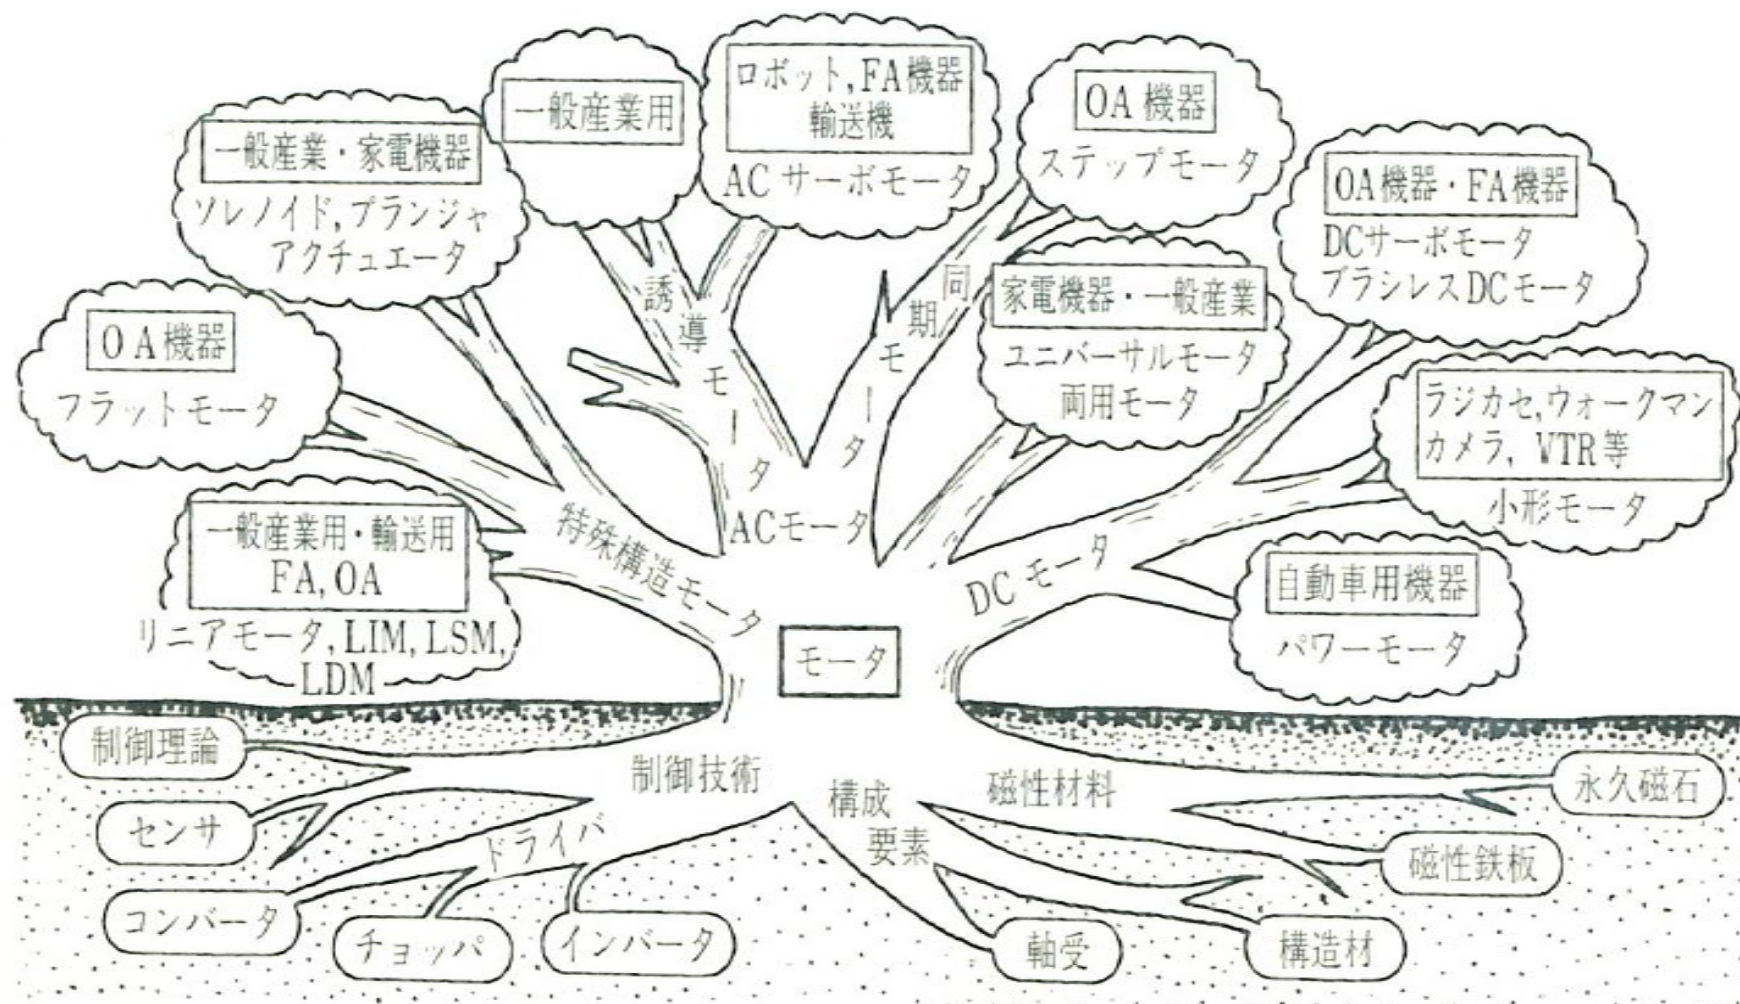 一般産業用
ロボット,FA機器
輸送機
ACサーボモータ
OA機器
ステップモータ
一般産業・家電機器
ソレノイド,プランジャ
アクチュエータ
OA機器・FA機器
DCサーボモータ
ブラシレスDCモータ
OA機器
フラットモータ
家電機器・一般産業
ユニバーサルモータ
両用モータ
ラジカセ,ウォークマン
カメラ, VTR等
小形モータ
一般産業用・輸送用
FA,OA
リニアモータ,LIM,LSM,
LDM
自動車用機器
パワーモータ
誘導モータ
同期モータ
ACモータ
特殊構造モータ
DCモータ
モータ
制御理論
センサ
制御技術
ドライバ
コンバータ
チョッパ
インバータ
構成
要素
軸受
構造材
磁性材料
永久磁石
磁性鉄板